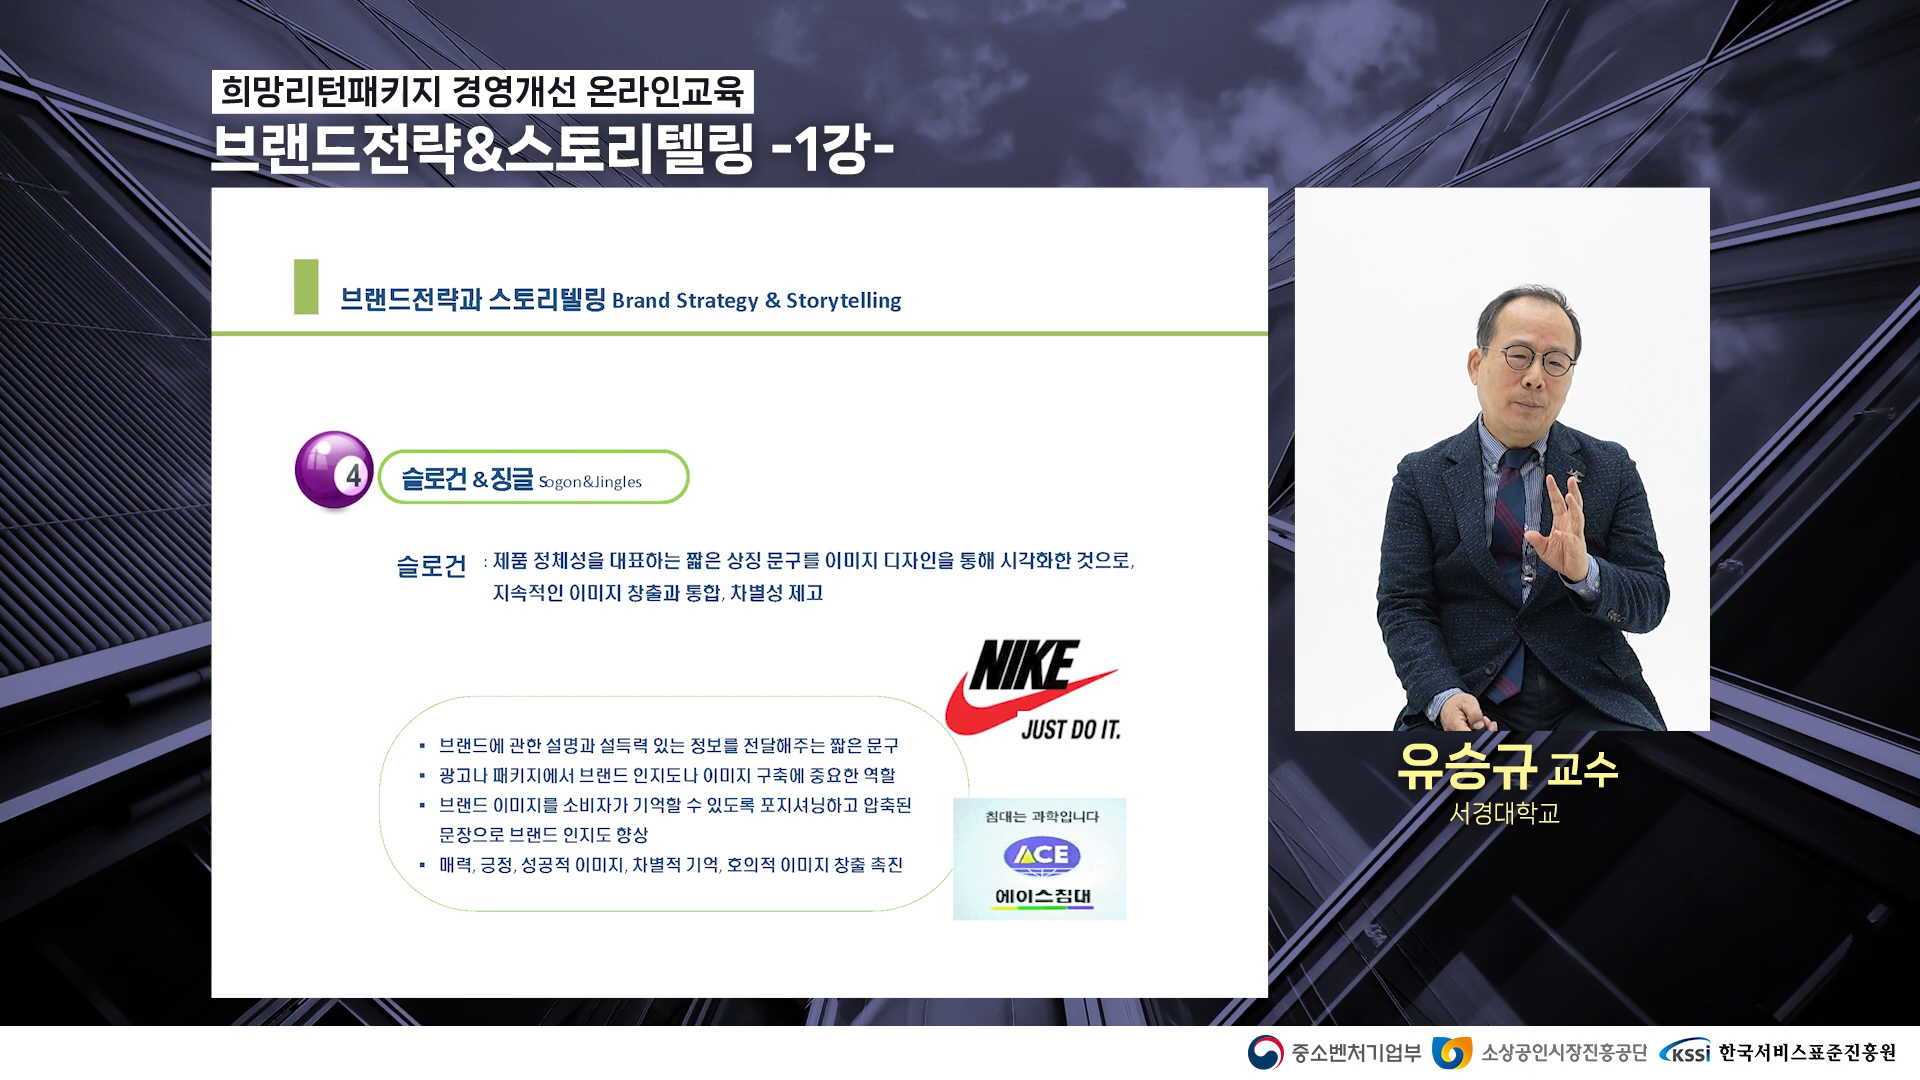 희망리턴패키지 경영개선 온라인교육
브랜드전략&스토리텔링 -1강-
브랜드전략과 스토리텔링 Brand Strategy & Storytelling
4
슬로건 & 징글 Sogon&Jingles
슬로건 : 제품 정체성을 대표하는 짧은 상징 문구를 이미지 디자인을 통해 시각화한 것으로,
지속적인 이미지 창출과 통합, 차별성 제고
NIKE
JUST DO IT.
▪ 브랜드에 관한 설명과 설득력 있는 정보를 전달해주는 짧은 문구
▪ 광고나 패키지에서 브랜드 인지도나 이미지 구축에 중요한 역할
▪ 브랜드 이미지를 소비자가 기억할 수 있도록 포지셔닝하고 압축된
문장으로 브랜드 인지도 향상
▪ 매력, 긍정, 성공적 이미지, 차별적 기억, 호의적 이미지 창출 촉진
침대는 과학입니다
ACE
에이스침대
유승규 교수
서경대학교
중소벤처기업부 소상공인시장진흥공단 KSSi 한국서비스표준진흥원